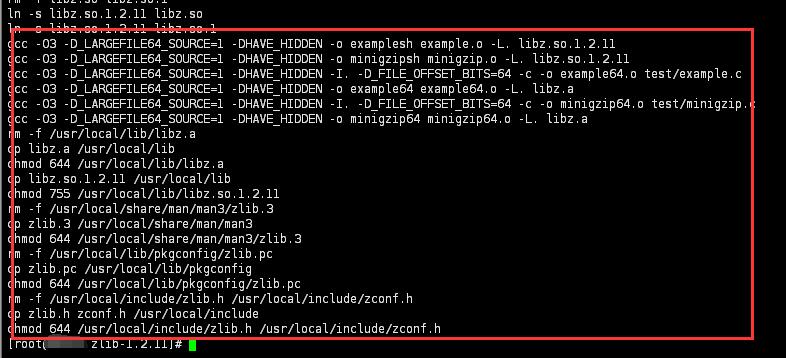 ln -s libz.so.1.2.11 libz.so
ln -s libz.so.1.2.11 libz.so.1
gcc -O3 -D_LARGEFILE64_SOURCE=1 -DHAVE_HIDDEN -o examplesh example.o -L. libz.so.1.2.11
gcc -O3 -D_LARGEFILE64_SOURCE=1 -DHAVE_HIDDEN -o minigzipsh minigzip.o -L. libz.so.1.2.11
gcc -O3 -D_LARGEFILE64_SOURCE=1 -DHAVE_HIDDEN -I. -D_FILE_OFFSET_BITS=64 -c -o example64.o test/example.c
gcc -O3 -D_LARGEFILE64_SOURCE=1 -DHAVE_HIDDEN -o example64 example64.o -L. libz.a
gcc -O3 -D_LARGEFILE64_SOURCE=1 -DHAVE_HIDDEN -I. -D_FILE_OFFSET_BITS=64 -c -o minigzip64.o test/minigzip.c
gcc -O3 -D_LARGEFILE64_SOURCE=1 -DHAVE_HIDDEN -o minigzip64 minigzip64.o -L. libz.a
rm -f /usr/local/lib/libz.a
cp libz.a /usr/local/lib
chmod 644 /usr/local/lib/libz.a
cp libz.so.1.2.11 /usr/local/lib
chmod 755 /usr/local/lib/libz.so.1.2.11
rm -f /usr/local/share/man/man3/zlib.3
cp zlib.3 /usr/local/share/man/man3
chmod 644 /usr/local/share/man/man3/zlib.3
rm -f /usr/local/lib/pkgconfig/zlib.pc
cp zlib.pc /usr/local/lib/pkgconfig
chmod 644 /usr/local/lib/pkgconfig/zlib.pc
rm -f /usr/local/include/zlib.h /usr/local/include/zconf.h
cp zlib.h zconf.h /usr/local/include
chmod 644 /usr/local/include/zlib.h /usr/local/include/zconf.h
[root@ zlib-1.2.11]#